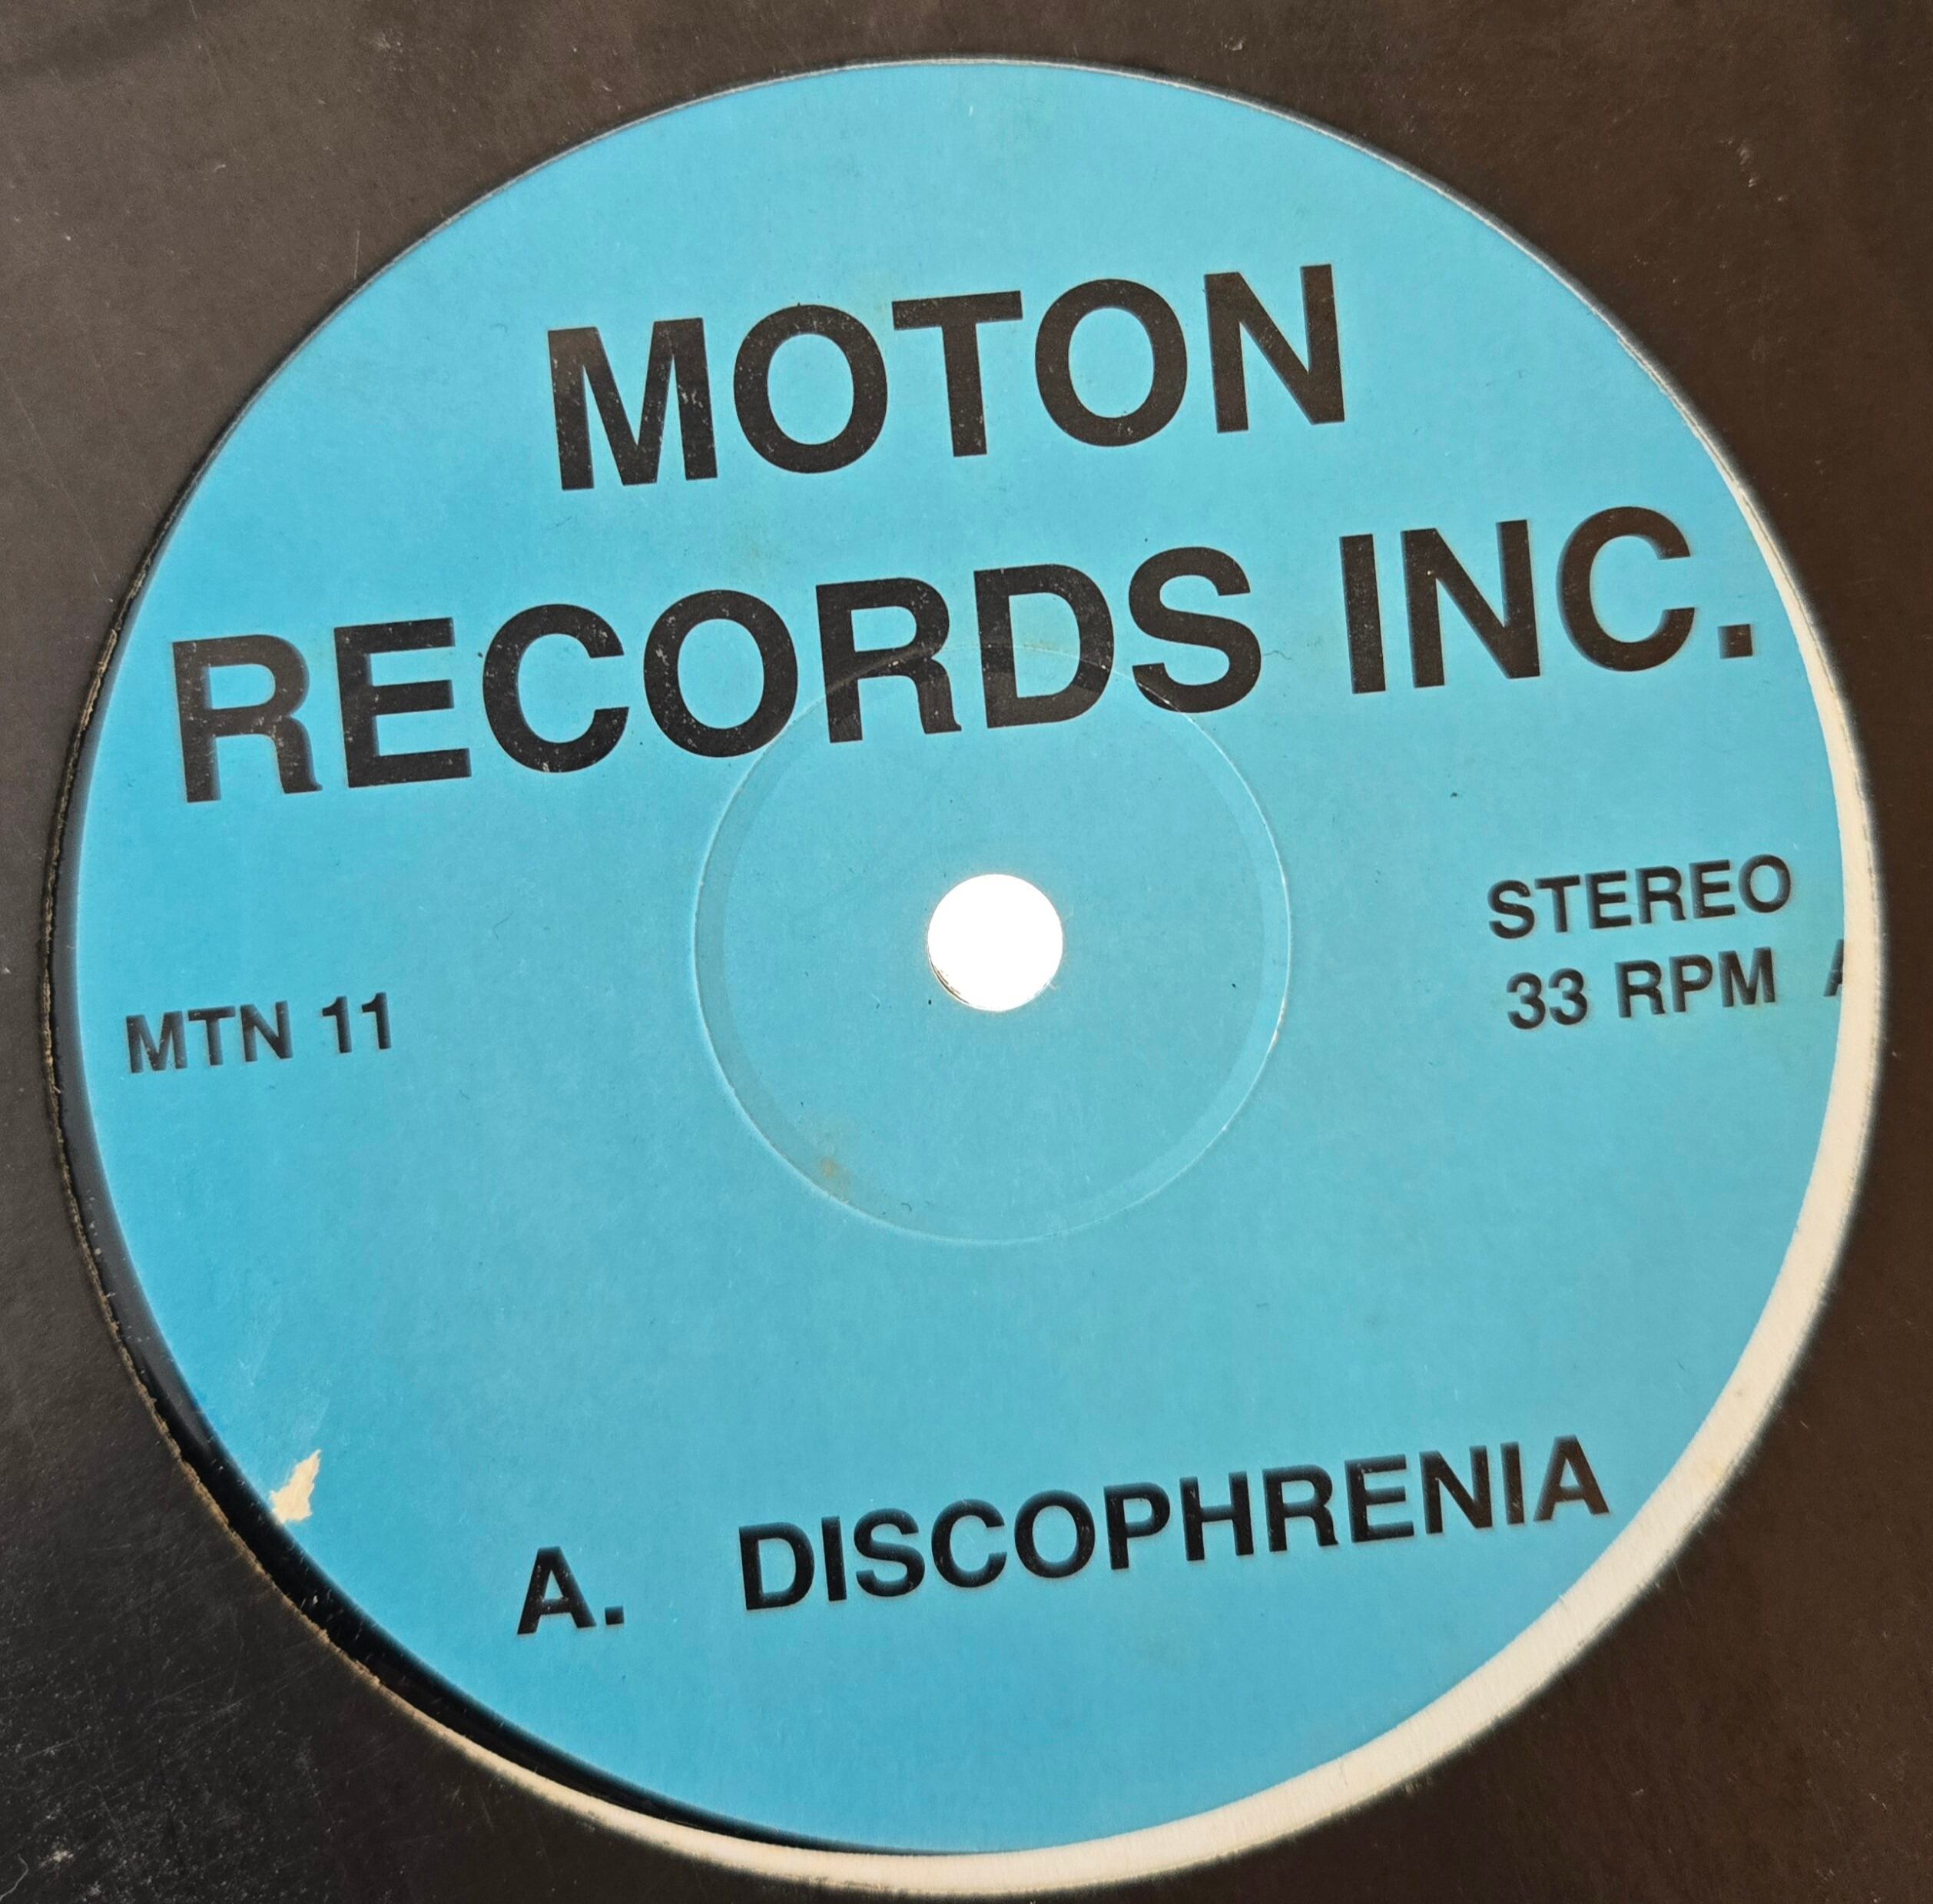 MOTON
RECORDS INC.
STEREO
MTN 11
33 RPM
A. DISCOPHRENIA